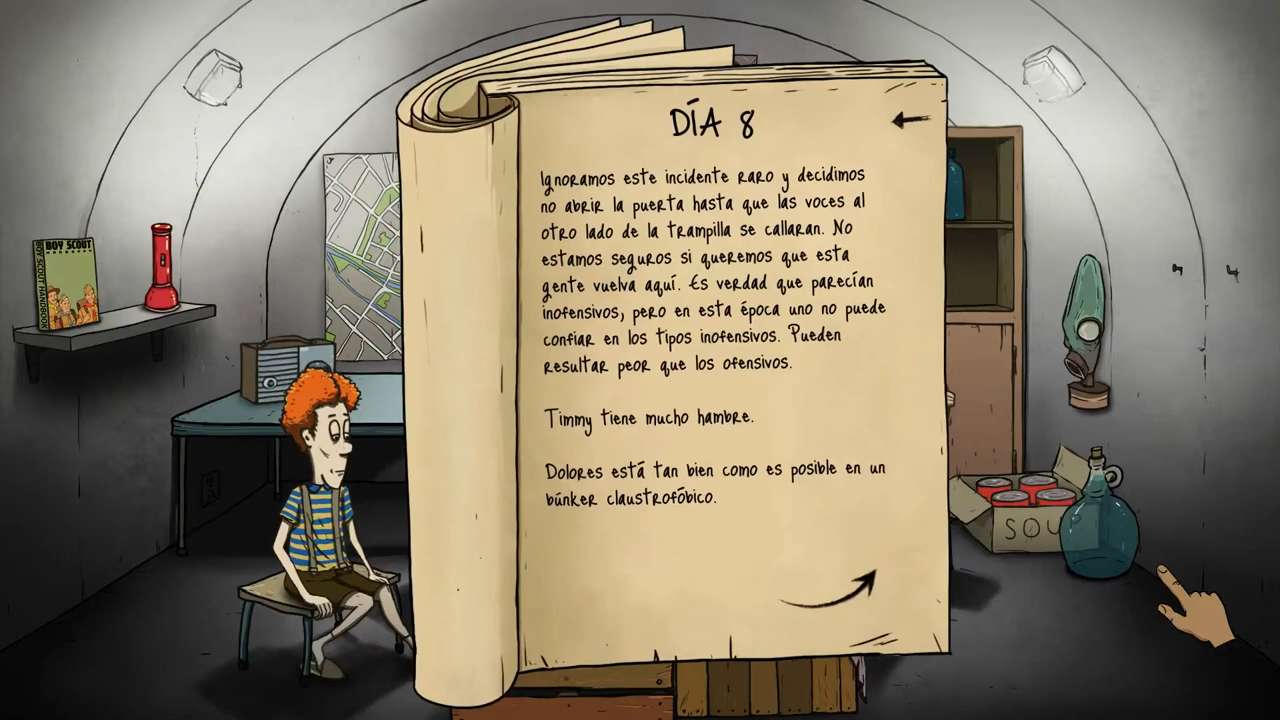 DÍA 8
Ignoramos este incidente raro y decidimos
no abrir la puerta hasta que las voces al
otro lado de la trampilla se callaran. No
estamos seguros si queremos que esta
gente vuelva aquí. Es verdad que parecían
inofensivos, pero en esta época uno no puede
confiar en los tipos inofensivos. Pueden
resultar peor que los ofensivos.
Timmy tiene mucho hambre.
Dolores está tan bien como es posible en un
búnker claustrofóbico.
BOY SCOUT
BOY SCOUT HANDBOOK
SOU